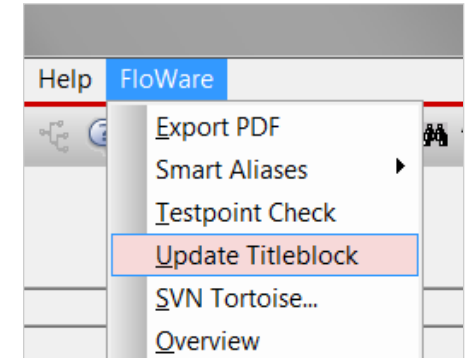 Help FloWare
Export PDF
Smart Aliases
Testpoint Check
Update Titleblock
SVN Tortoise...
Overview